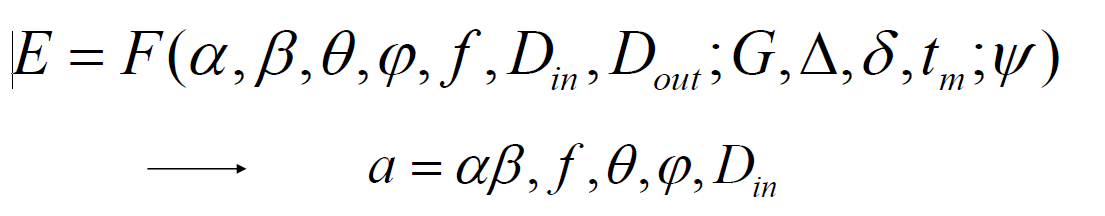 E = F(α, β, θ, φ, f, D_in, D_out; G, Δ, δ, t_m; ψ)
⟶ a = αβ, f, θ, φ, D_in